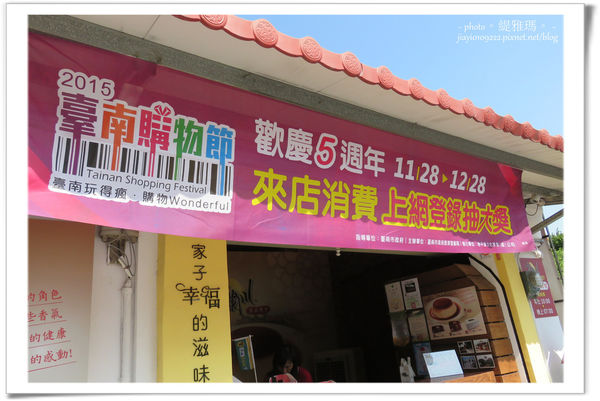 ~ photo。緹雅瑪。~
jiayio109222.pixnet.net/blog
2015
臺南購物節
Tainan Shopping Festival
臺南玩得瘋．購物Wonderful
歡慶5週年 11/28 ▶ 12/28
來店消費 上網登錄抽大獎
家子
幸福
的滋味
的角色
些香氣
的健康
的感動!